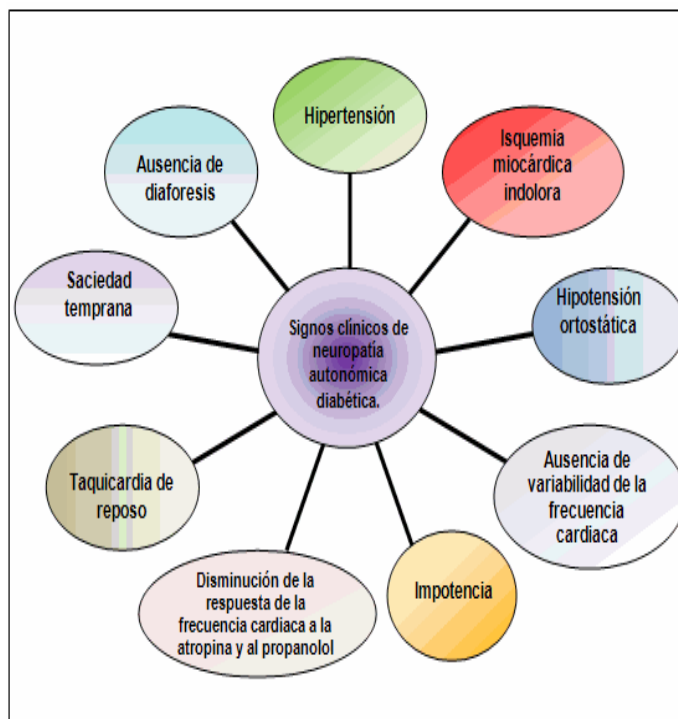 Hipertensión
Isquemia
miocárdica
indolora
Ausencia de
diaforesis
Saciedad
temprana
Hipotensión
ortostática
Signos clínicos de
neuropatía
autonómica
diabética.
Taquicardia de
reposo
Ausencia de
variabilidad de la
frecuencia
cardiaca
Disminución de la
respuesta de la
frecuencia cardiaca a la
atropina y al propanolol
Impotencia